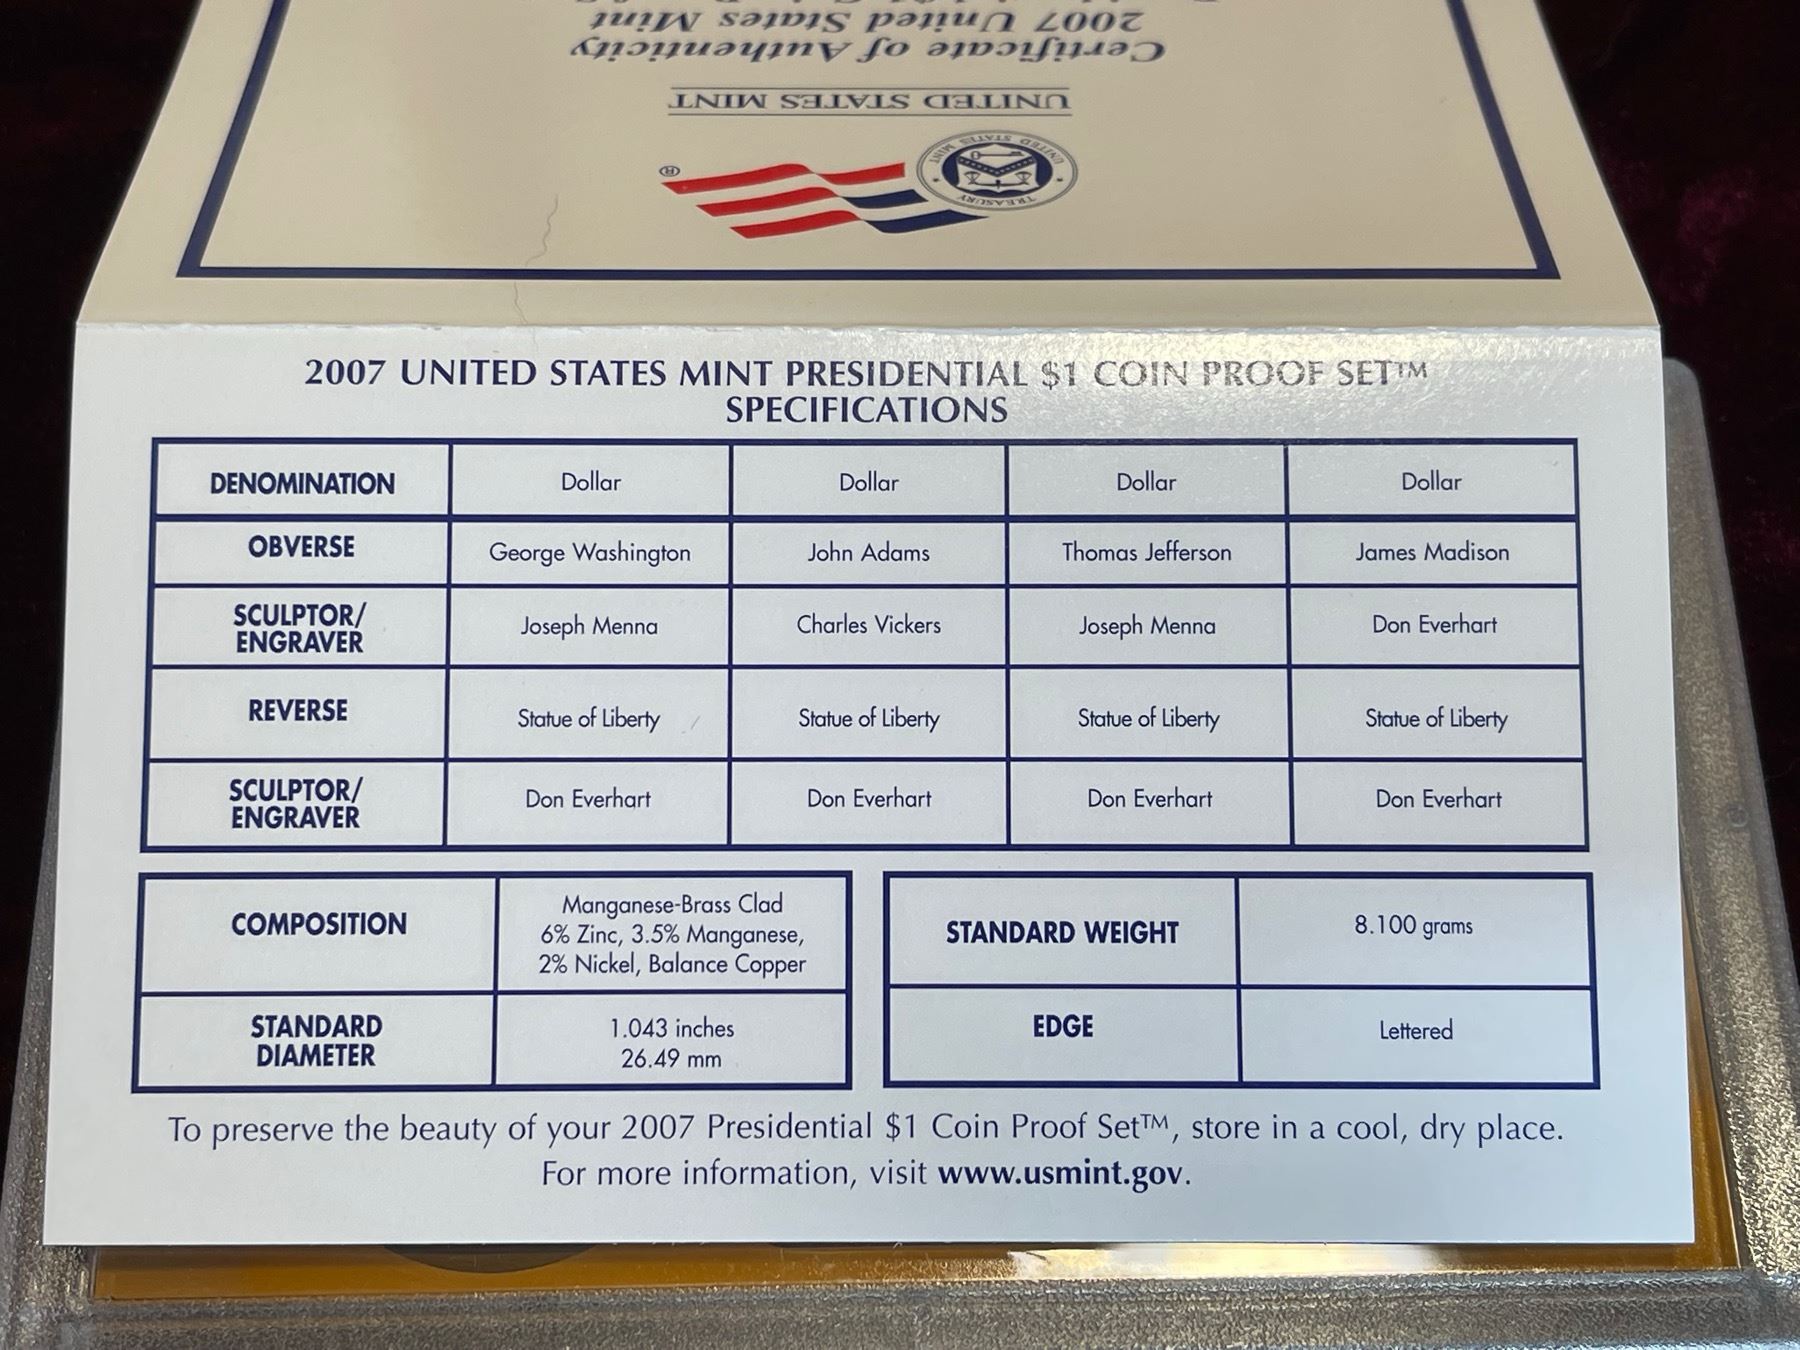 2007 United States Mint
Certificate of Authenticity
UNITED STATES MINT
UNITED STATES MINT
TREASURY
®
2007 UNITED STATES MINT PRESIDENTIAL $1 COIN PROOF SET™
SPECIFICATIONS
DENOMINATION Dollar Dollar Dollar Dollar
OBVERSE George Washington John Adams Thomas Jefferson James Madison
SCULPTOR/
ENGRAVER Joseph Menna Charles Vickers Joseph Menna Don Everhart
REVERSE Statue of Liberty Statue of Liberty Statue of Liberty Statue of Liberty
SCULPTOR/
ENGRAVER Don Everhart Don Everhart Don Everhart Don Everhart
COMPOSITION
Manganese-Brass Clad
6% Zinc, 3.5% Manganese,
2% Nickel, Balance Copper
STANDARD
DIAMETER
1.043 inches
26.49 mm
STANDARD WEIGHT 8.100 grams
EDGE Lettered
To preserve the beauty of your 2007 Presidential $1 Coin Proof Set™, store in a cool, dry place.
For more information, visit www.usmint.gov.